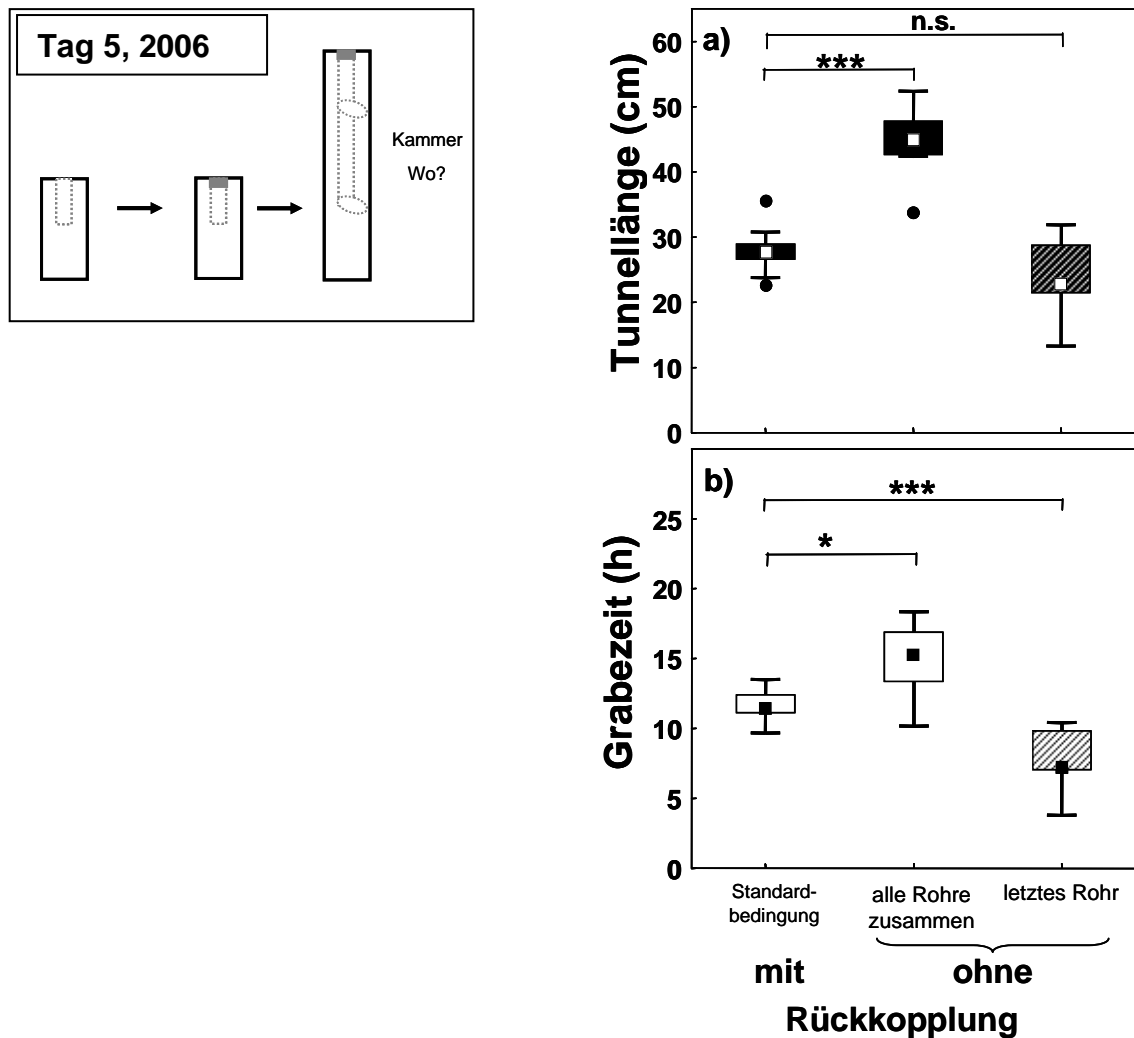 Tag 5, 2006
Kammer
Wo?
a)
n.s.
***
Tunnellänge (cm)
60
50
40
30
20
10
0
b)
***
*
Grabezeit (h)
25
20
15
10
5
0
Standard-
bedingung
alle Rohre
zusammen
letztes Rohr
mit
ohne
Rückkopplung